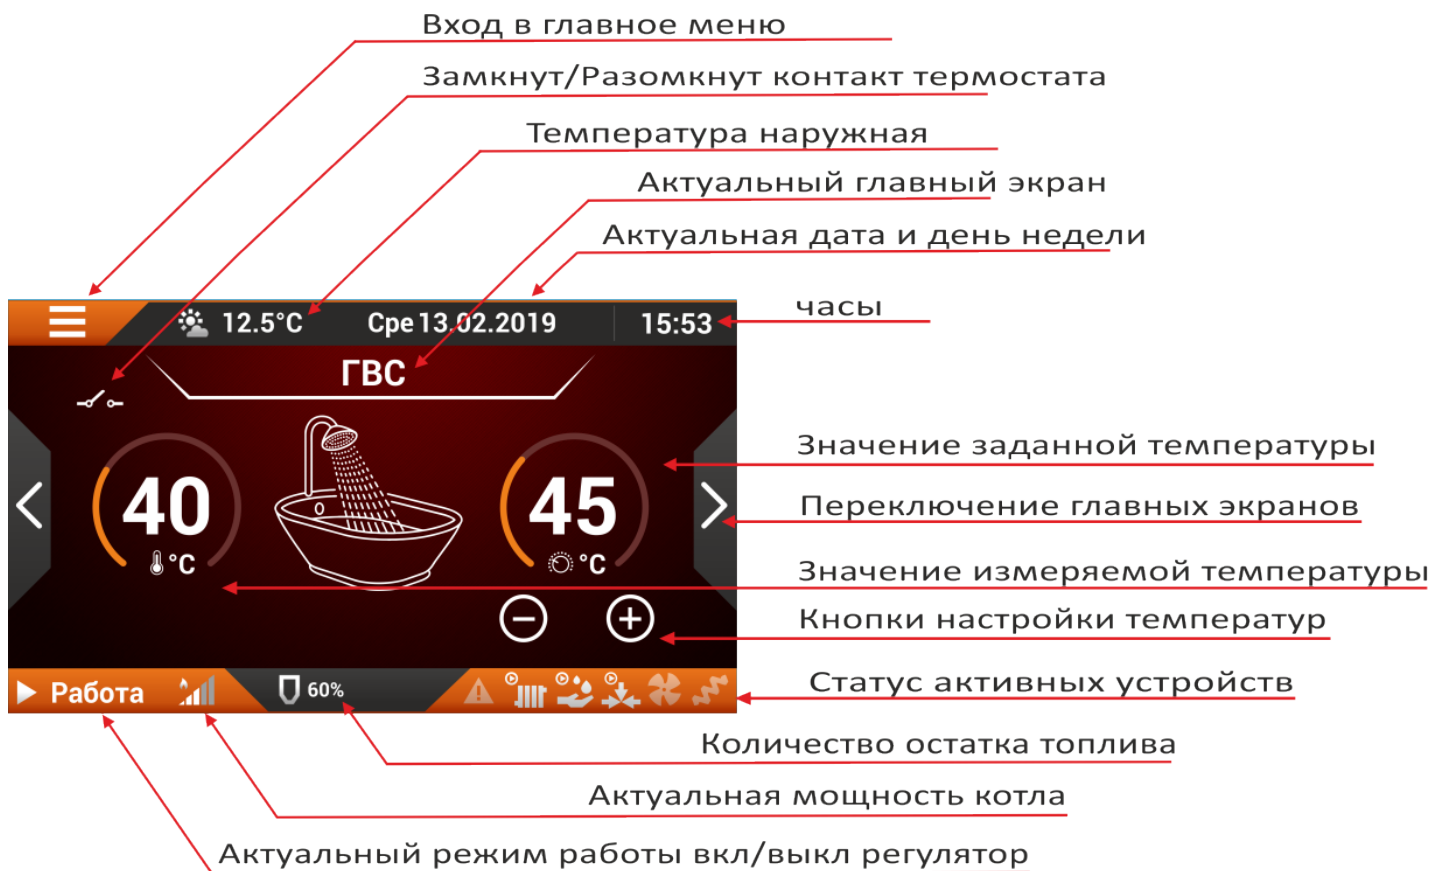 Вход в главное меню
Замкнут/Разомкнут контакт термостата
Температура наружная
Актуальный главный экран
Актуальная дата и день недели
часы
12.5°C Сре 13.02.2019 15:53
ГВС
Значение заданной температуры
40 45
Переключение главных экранов
°C °C
Значение измеряемой температуры
Кнопки настройки температур
Статус активных устройств
Работа 60%
Количество остатка топлива
Актуальная мощность котла
Актуальный режим работы вкл/выкл регулятор